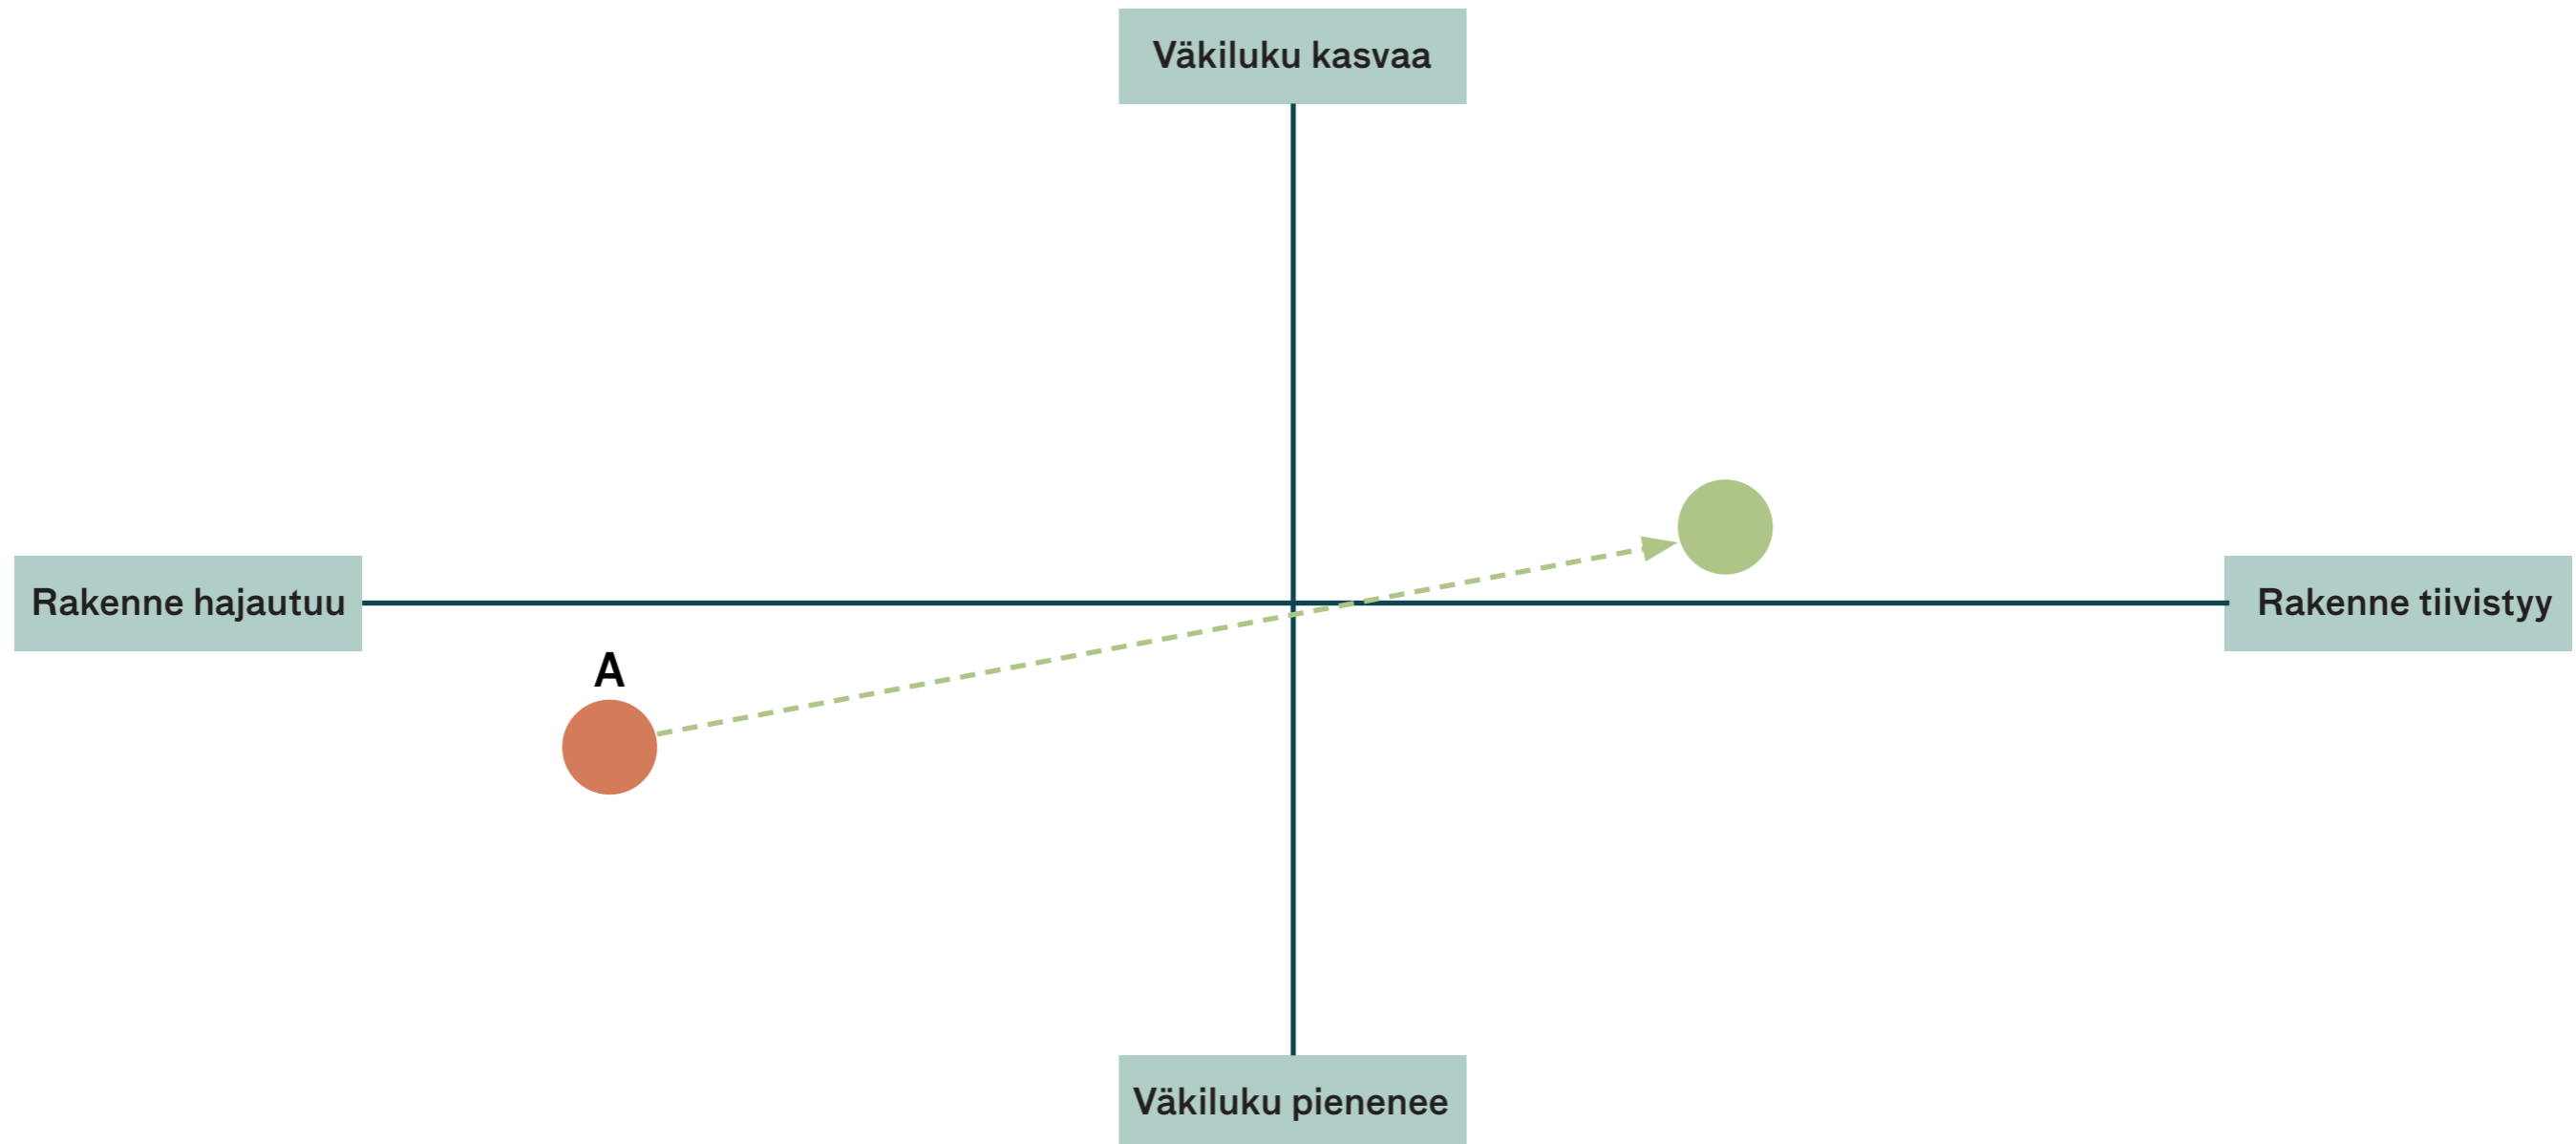 Väkiluku kasvaa
Rakenne hajautuu
Rakenne tiivistyy
A
Väkiluku pienenee